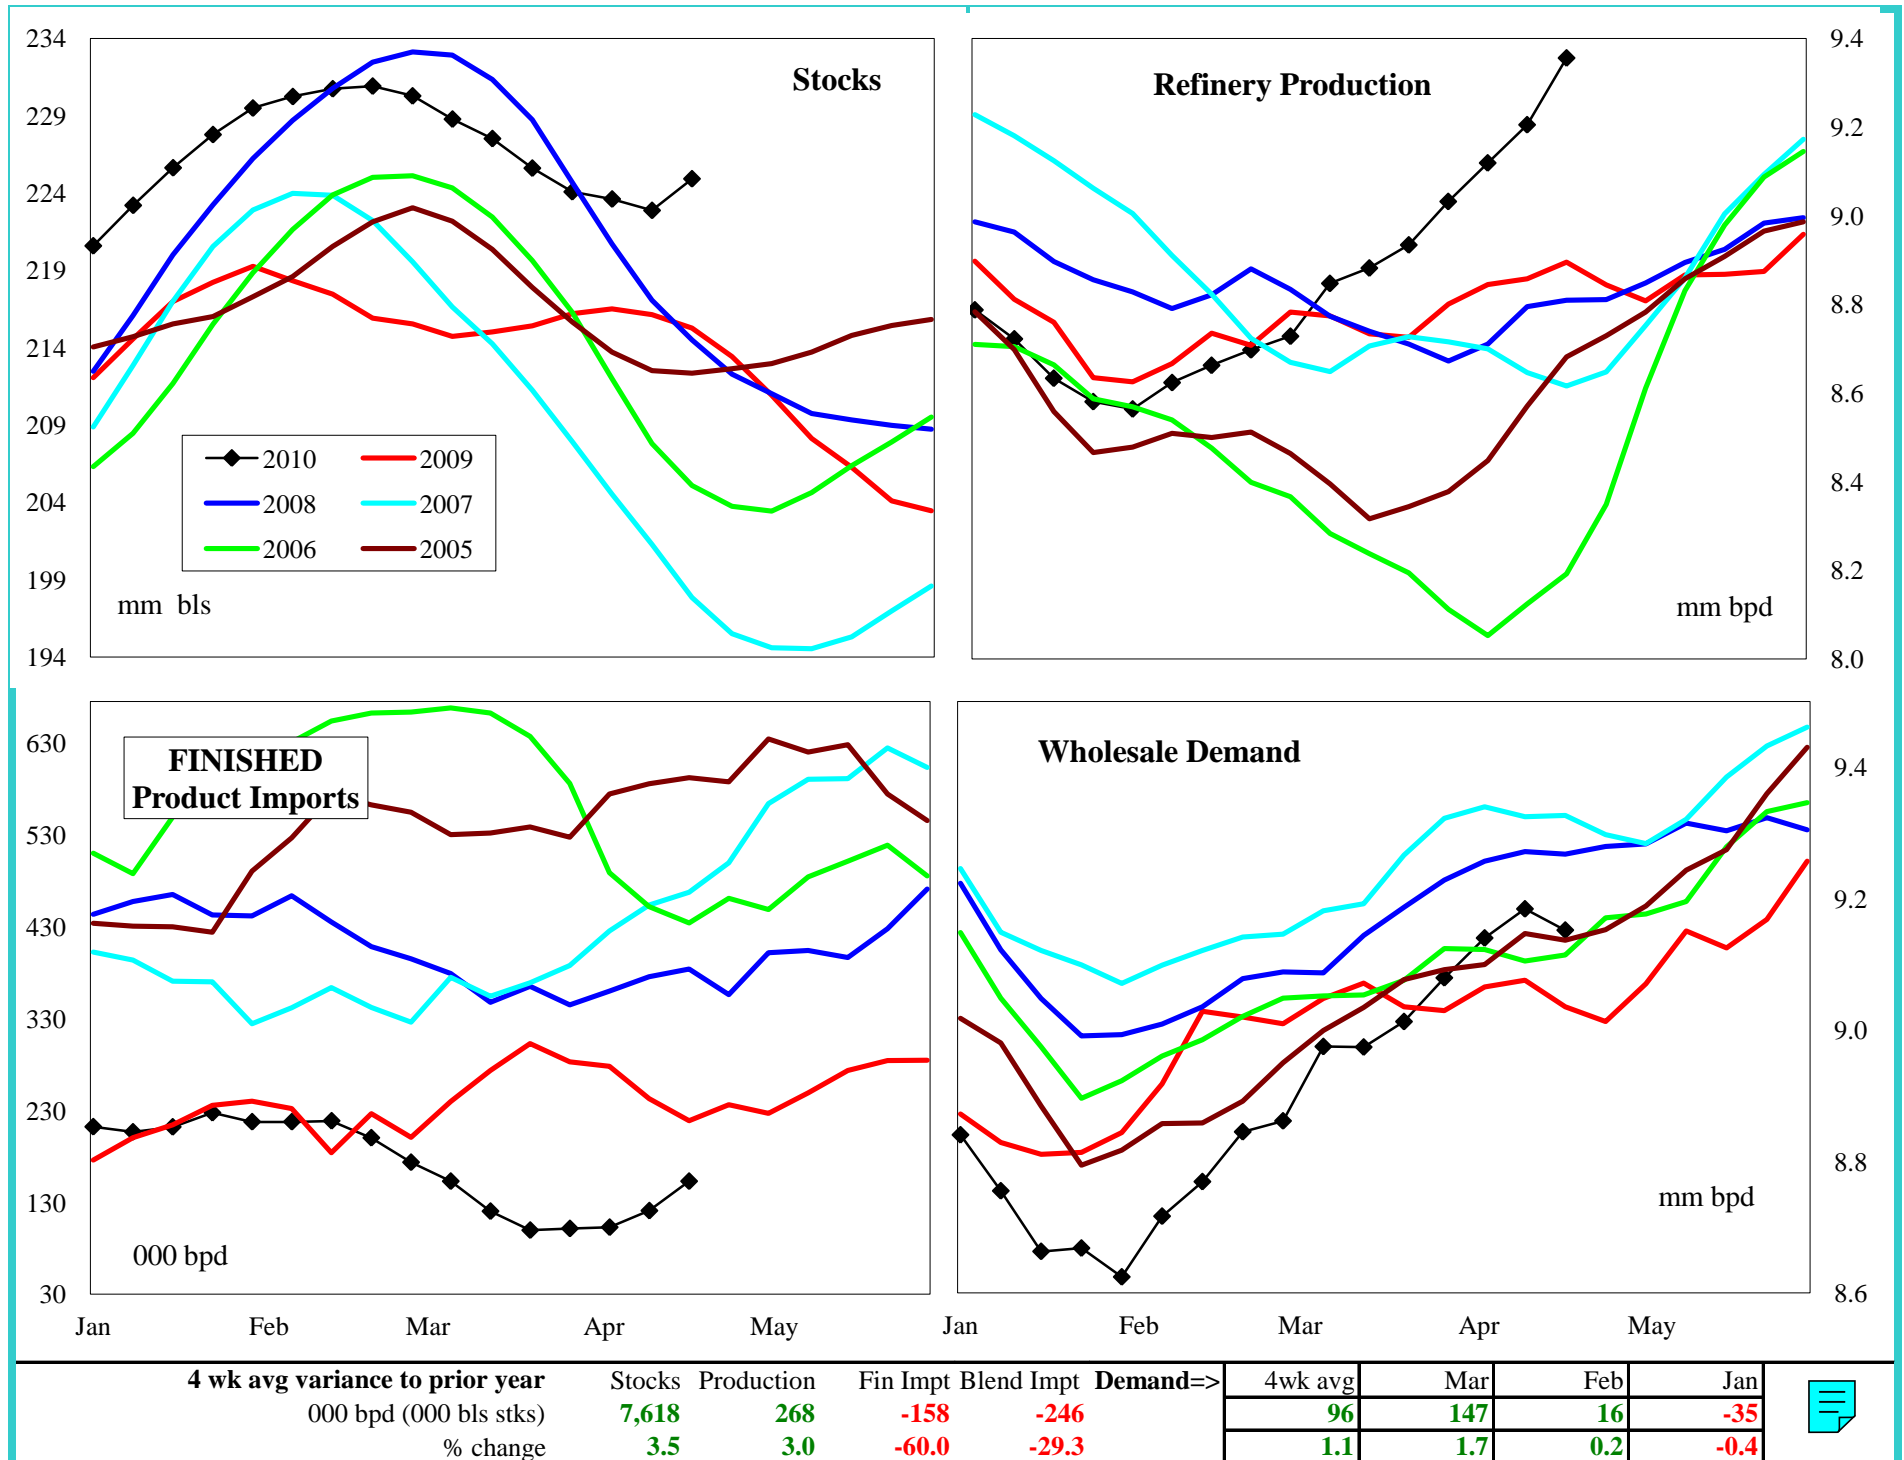 Stocks
234
229
224
219
214
209
204
199
194
2010
2009
2008
2007
2006
2005
mm bls
Refinery Production
9.4
9.2
9.0
8.8
8.6
8.4
8.2
8.0
mm bpd
FINISHED
Product Imports
630
530
430
330
230
130
30
000 bpd
Jan Feb Mar Apr May
Wholesale Demand
9.4
9.2
9.0
8.8
8.6
mm bpd
Jan Feb Mar Apr May
4 wk avg variance to prior year Stocks Production Fin Impt Blend Impt Demand=> 4wk avg Mar Feb Jan
000 bpd (000 bls stks) 7,618 268 -158 -246 96 147 16 -35
% change 3.5 3.0 -60.0 -29.3 1.1 1.7 0.2 -0.4